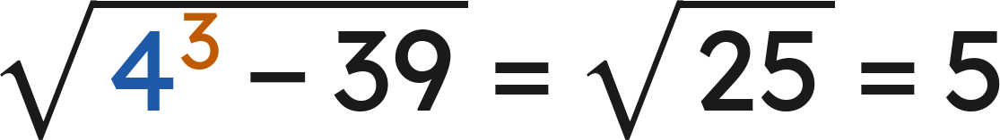 √(4³ − 39) = √25 = 5